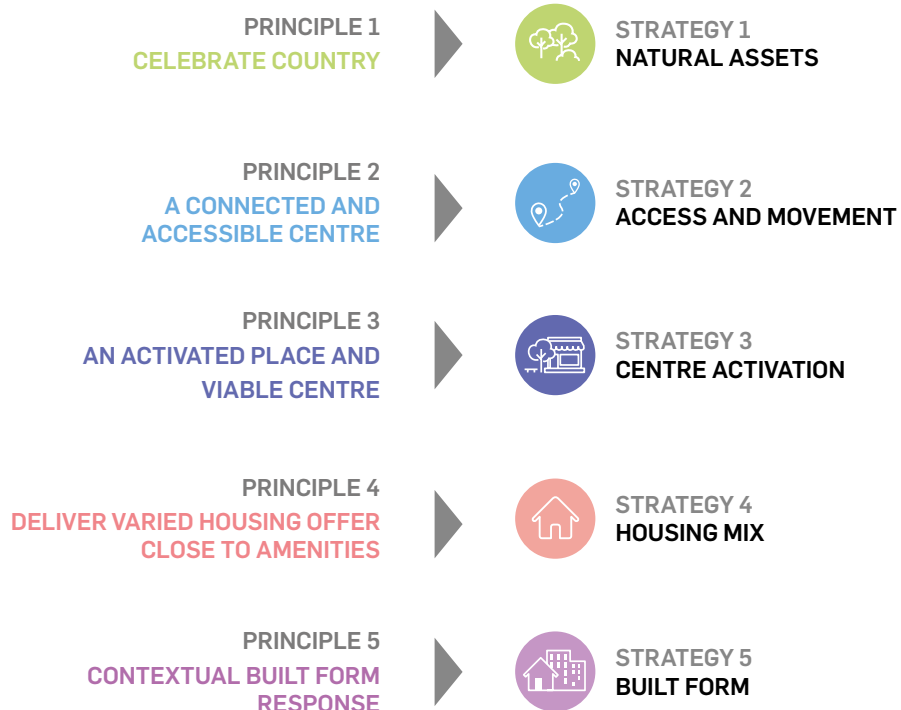 PRINCIPLE 1
CELEBRATE COUNTRY
STRATEGY 1
NATURAL ASSETS
PRINCIPLE 2
A CONNECTED AND
ACCESSIBLE CENTRE
STRATEGY 2
ACCESS AND MOVEMENT
PRINCIPLE 3
AN ACTIVATED PLACE AND
VIABLE CENTRE
STRATEGY 3
CENTRE ACTIVATION
PRINCIPLE 4
DELIVER VARIED HOUSING OFFER
CLOSE TO AMENITIES
STRATEGY 4
HOUSING MIX
PRINCIPLE 5
CONTEXTUAL BUILT FORM
RESPONSE
STRATEGY 5
BUILT FORM